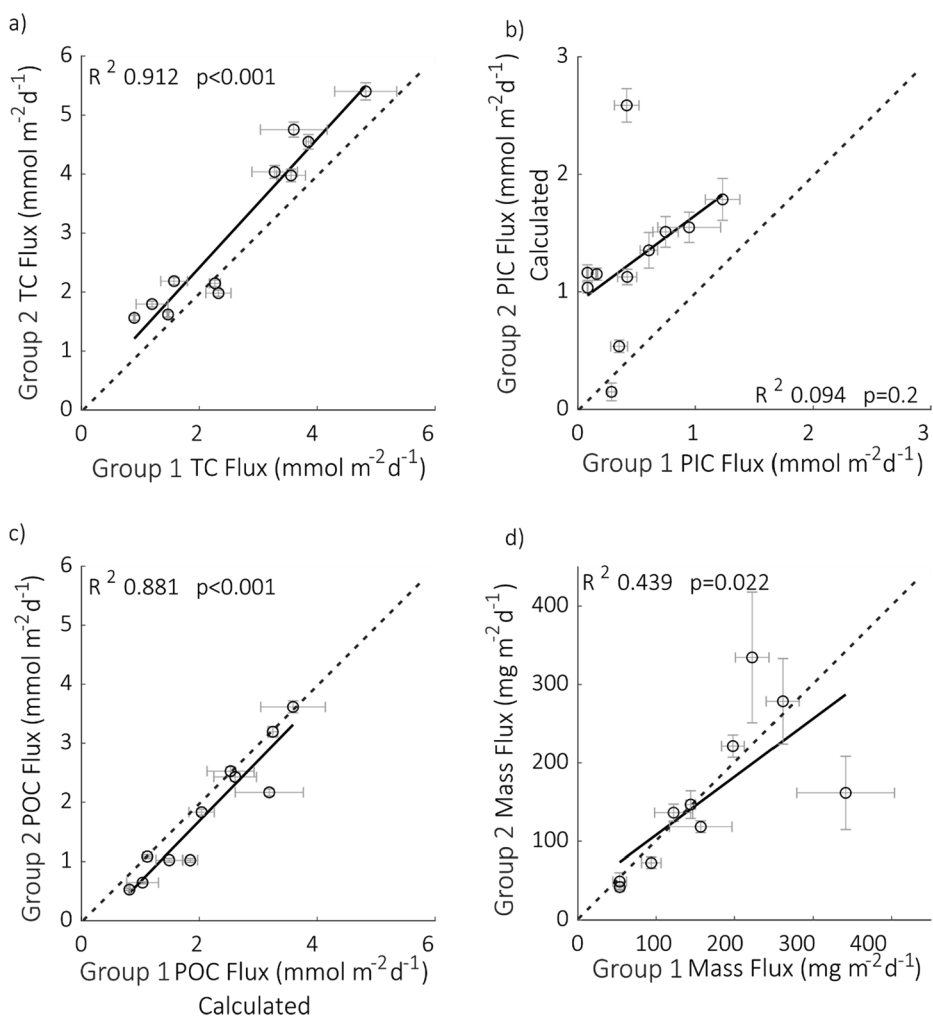 a)
R 2 0.912 p<0.001
6
5
4
3
2
1
0
Group 2 TC Flux (mmol m-2d-1)
0 2 4 6
Group 1 TC Flux (mmol m-2d-1)
b)
3
2
1
0
Group 2 PIC Flux (mmol m-2d-1)
Calculated
R 2 0.094 p=0.2
0 1 2 3
Group 1 PIC Flux (mmol m-2d-1)
c)
R 2 0.881 p<0.001
6
5
4
3
2
1
0
Group 2 POC Flux (mmol m-2d-1)
0 2 4 6
Group 1 POC Flux (mmol m-2d-1)
Calculated
d)
R 2 0.439 p=0.022
400
300
200
100
0
Group 2 Mass Flux (mg m-2d-1)
0 100 200 300 400
Group 1 Mass Flux (mg m-2d-1)